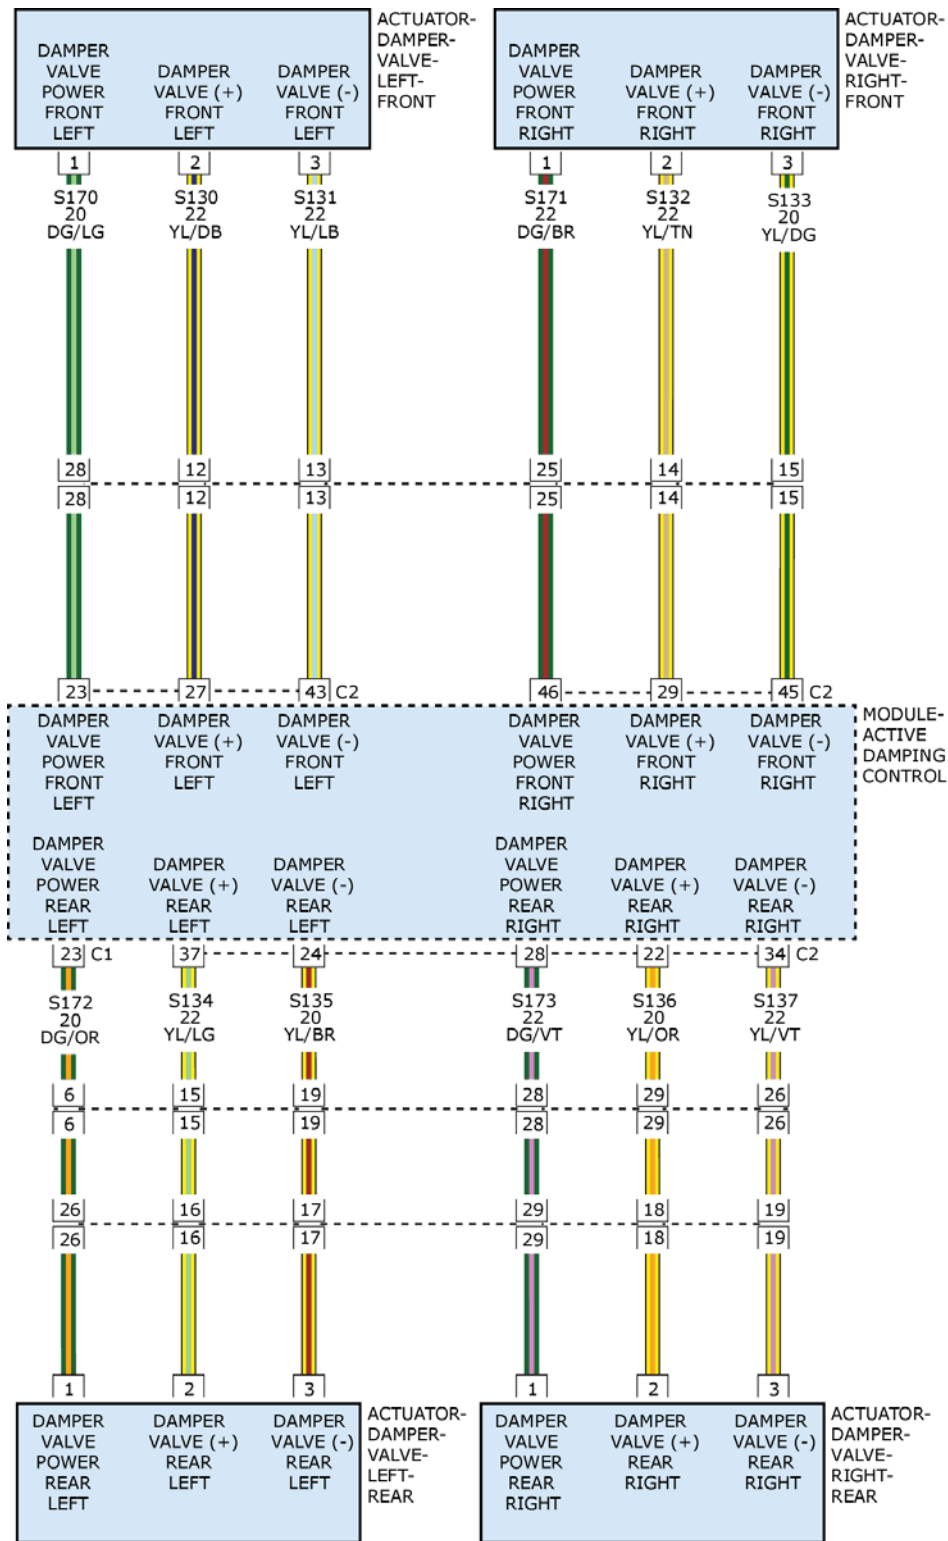 ACTUATOR-
DAMPER-
VALVE-
LEFT-
FRONT
DAMPER
VALVE
POWER
FRONT
LEFT
DAMPER
VALVE (+)
FRONT
LEFT
DAMPER
VALVE (-)
FRONT
LEFT
ACTUATOR-
DAMPER-
VALVE-
RIGHT-
FRONT
DAMPER
VALVE
POWER
FRONT
RIGHT
DAMPER
VALVE (+)
FRONT
RIGHT
DAMPER
VALVE (-)
FRONT
RIGHT
1 2 3 1 2 3
S170
20
DG/LG
S130
22
YL/DB
S131
22
YL/LB
S171
22
DG/BR
S132
22
YL/TN
S133
20
YL/DG
28 12 13 25 14 15
28 12 13 25 14 15
23 27 43 C2 46 29 45 C2
MODULE-
ACTIVE
DAMPING
CONTROL
DAMPER
VALVE
POWER
FRONT
LEFT
DAMPER
VALVE (+)
FRONT
LEFT
DAMPER
VALVE (-)
FRONT
LEFT
DAMPER
VALVE
POWER
FRONT
RIGHT
DAMPER
VALVE (+)
FRONT
RIGHT
DAMPER
VALVE (-)
FRONT
RIGHT
DAMPER
VALVE
POWER
REAR
LEFT
DAMPER
VALVE (+)
REAR
LEFT
DAMPER
VALVE (-)
REAR
LEFT
DAMPER
VALVE
POWER
REAR
RIGHT
DAMPER
VALVE (+)
REAR
RIGHT
DAMPER
VALVE (-)
REAR
RIGHT
23 C1 37 24 28 22 34 C2
S172
20
DG/OR
S134
22
YL/LG
S135
20
YL/BR
S173
22
DG/VT
S136
20
YL/OR
S137
22
YL/VT
6 15 19 28 29 26
6 15 19 28 29 26
26 16 17 29 18 19
26 16 17 29 18 19
1 2 3 1 2 3
DAMPER
VALVE
POWER
REAR
LEFT
DAMPER
VALVE (+)
REAR
LEFT
DAMPER
VALVE (-)
REAR
LEFT
ACTUATOR-
DAMPER-
VALVE-
LEFT-
REAR
DAMPER
VALVE
POWER
REAR
RIGHT
DAMPER
VALVE (+)
REAR
RIGHT
DAMPER
VALVE (-)
REAR
RIGHT
ACTUATOR-
DAMPER-
VALVE-
RIGHT-
REAR